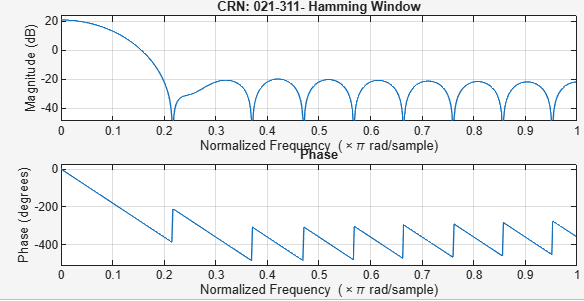 CRN: 021-311- Hamming Window
20
0
-20
-40
Magnitude (dB)
0 0.1 0.2 0.3 0.4 0.5 0.6 0.7 0.8 0.9 1
Normalized Frequency (× π rad/sample)
Phase
0
-200
-400
Phase (degrees)
0 0.1 0.2 0.3 0.4 0.5 0.6 0.7 0.8 0.9 1
Normalized Frequency (× π rad/sample)